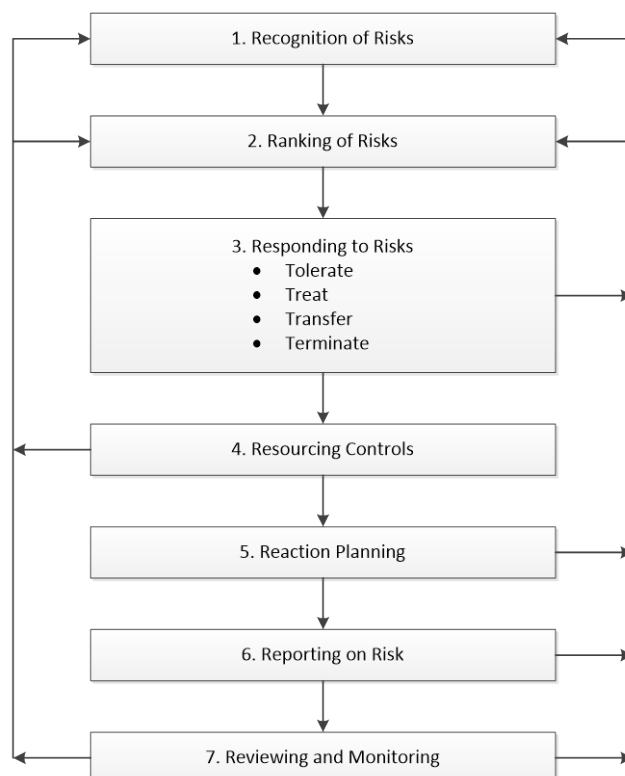 1. Recognition of Risks
2. Ranking of Risks
3. Responding to Risks
● Tolerate
● Treat
● Transfer
● Terminate
4. Resourcing Controls
5. Reaction Planning
6. Reporting on Risk
7. Reviewing and Monitoring